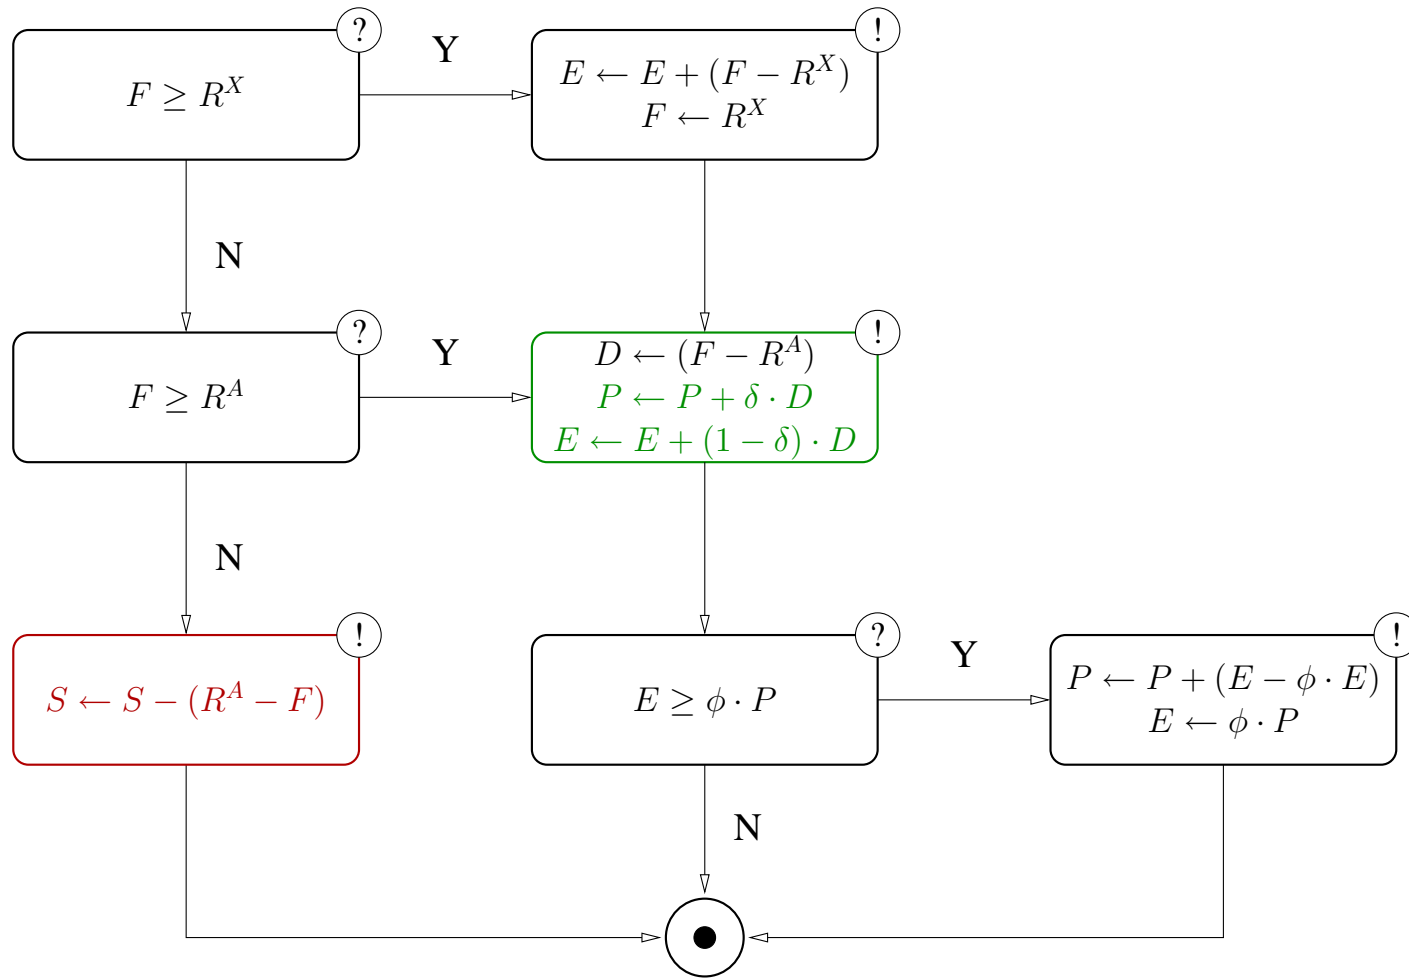 ?
!
Y
F ≥ R^X
E ← E + (F − R^X)
F ← R^X
N
?
!
Y
F ≥ R^A
D ← (F − R^A)
P ← P + δ · D
E ← E + (1 − δ) · D
N
!
?
!
Y
S ← S − (R^A − F)
E ≥ ϕ · P
P ← P + (E − ϕ · E)
E ← ϕ · P
N